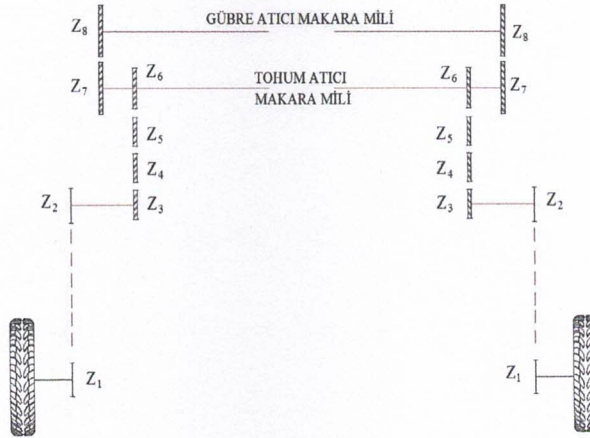 GÜBRE ATICI MAKARA MİLİ
Z8
Z8
Z6
TOHUM ATICI
MAKARA MİLİ
Z6
Z7
Z7
Z5
Z5
Z4
Z4
Z2
Z3
Z3
Z2
Z1
Z1